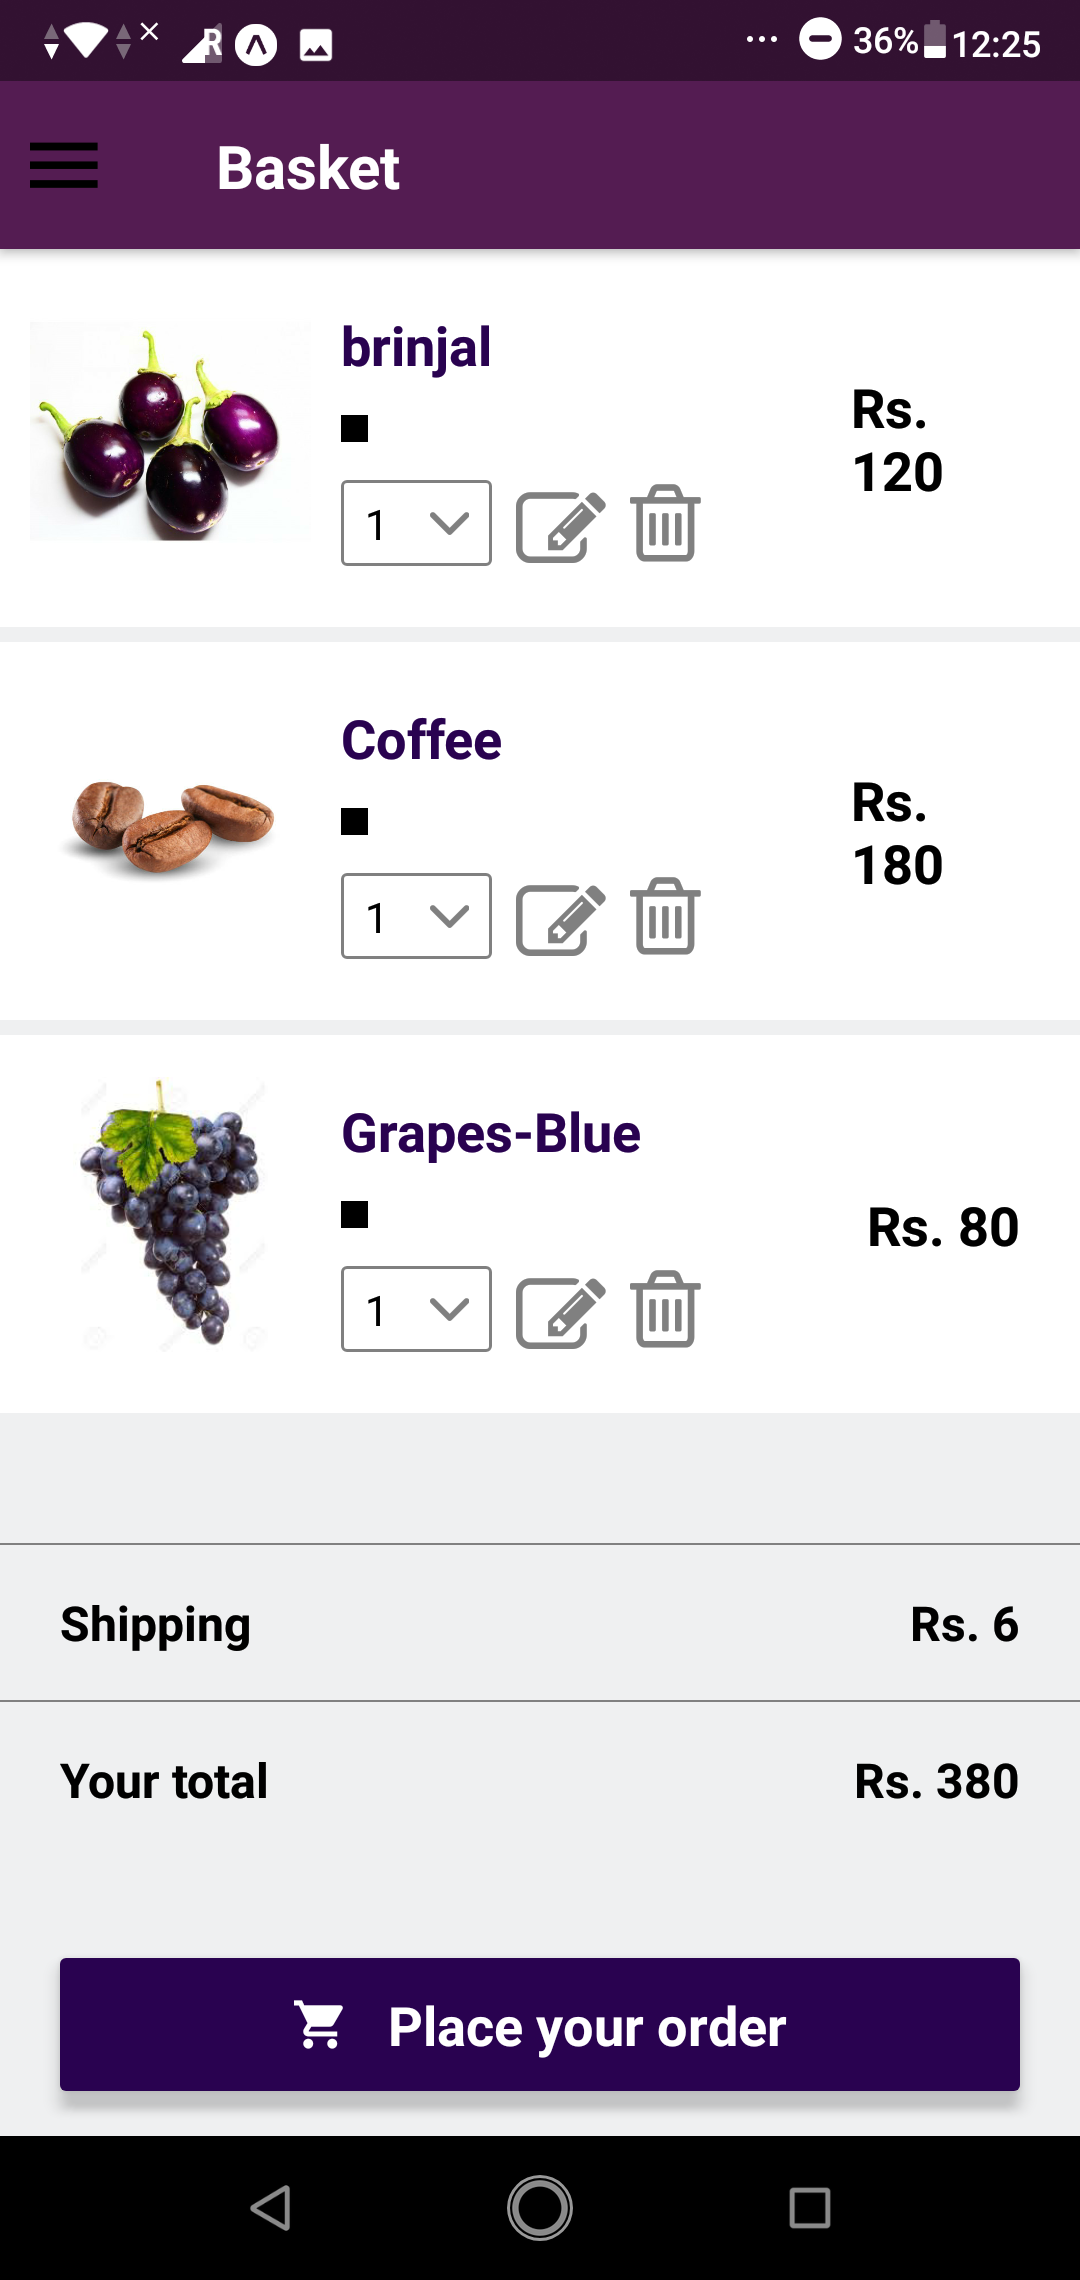 36% 12:25
Basket
brinjal
Rs.
120
1
Coffee
Rs.
180
1
Grapes-Blue
Rs. 80
1
Shipping Rs. 6
Your total Rs. 380
Place your order